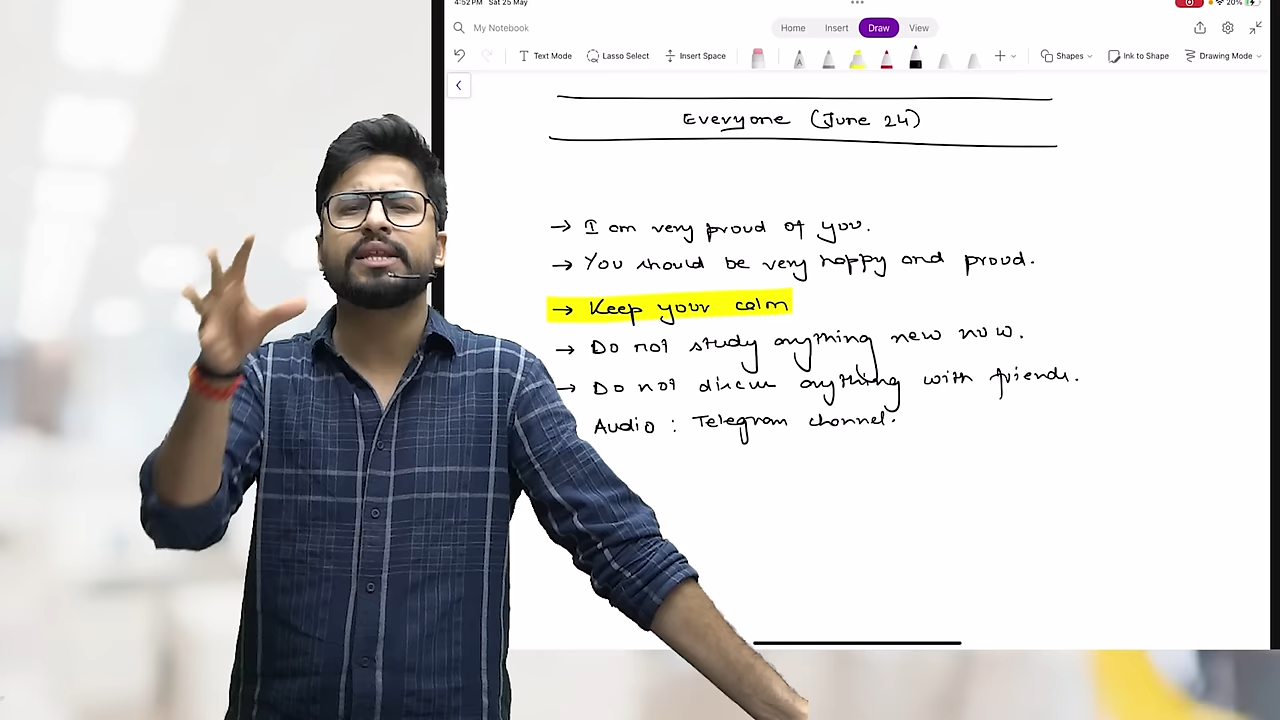 4:52PM Sat 25 May
20%
My Notebook
Home Insert Draw View
Text Mode Lasso Select Insert Space Shapes Ink to Shape Drawing Mode
Everyone (June 24)
→ I am very proud of you.
→ You should be very happy and proud.
→ Keep your calm
→ Do not study anything new now.
→ Do not discuss anything with friends.
Audio : Telegram channel.